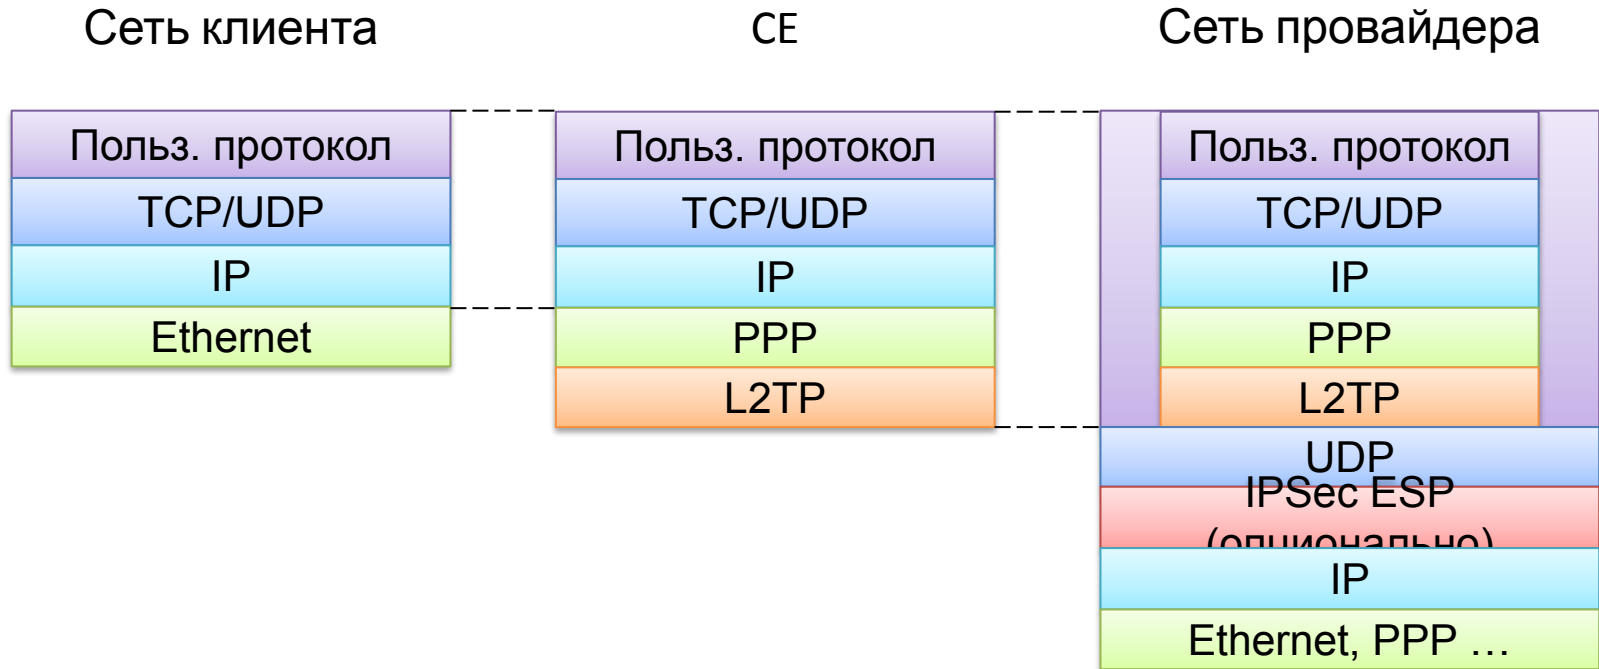 Сеть клиента
CE
Сеть провайдера
Польз. протокол
TCP/UDP
IP
Ethernet
Польз. протокол
TCP/UDP
IP
PPP
L2TP
Польз. протокол
TCP/UDP
IP
PPP
L2TP
UDP
IPSec ESP
(опционально)
IP
Ethernet, PPP …